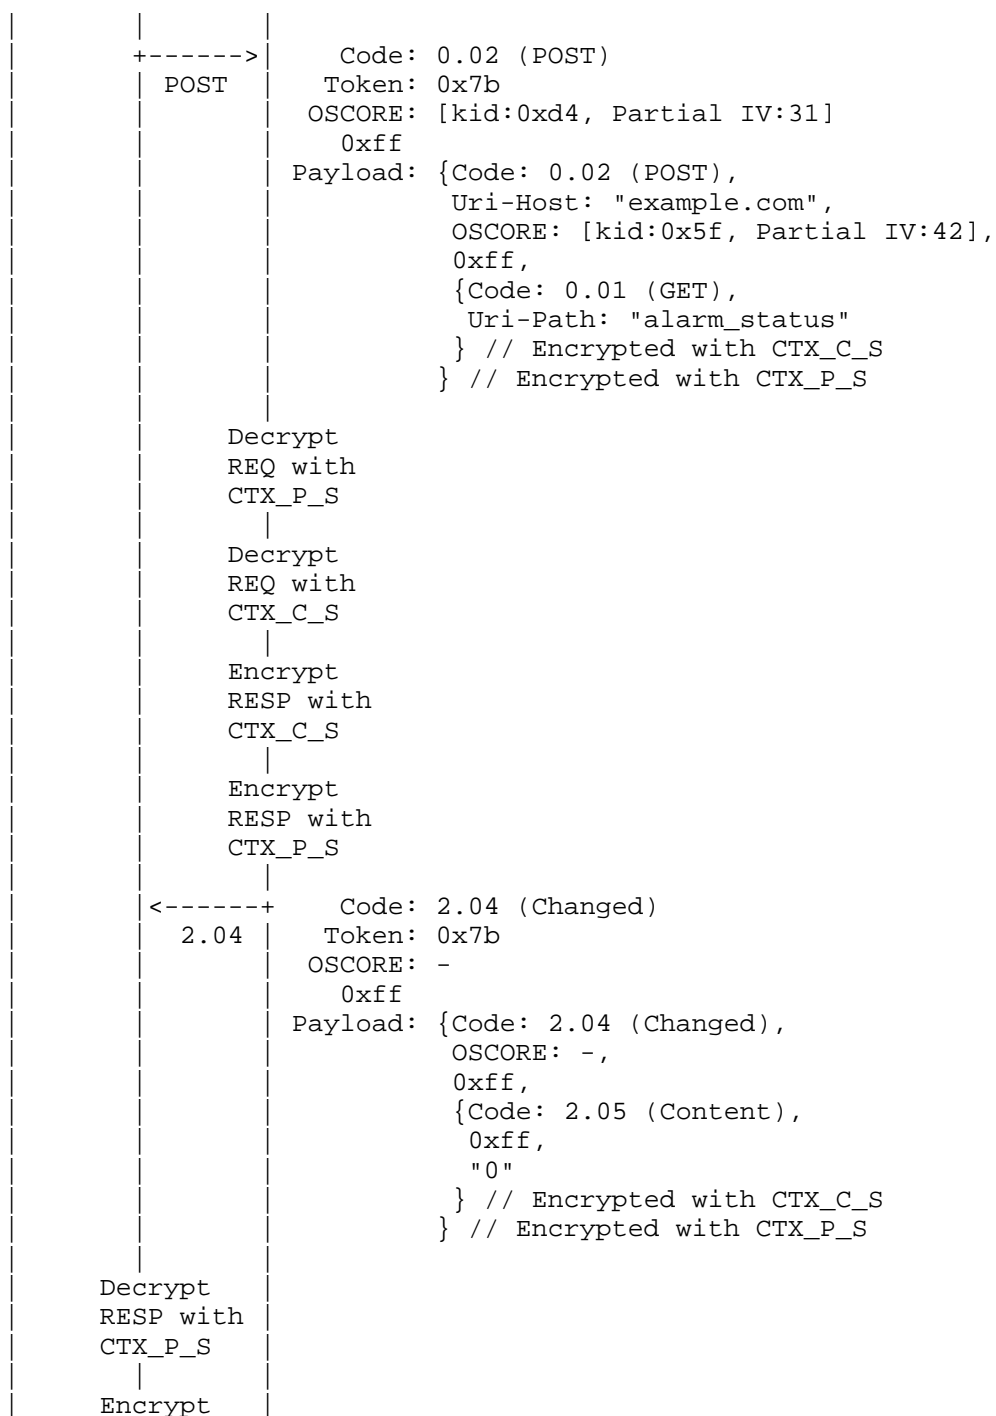 +------>| Code: 0.02 (POST)
| POST | Token: 0x7b
OSCORE: [kid:0xd4, Partial IV:31]
0xff
Payload: {Code: 0.02 (POST),
Uri-Host: "example.com",
OSCORE: [kid:0x5f, Partial IV:42],
0xff,
{Code: 0.01 (GET),
Uri-Path: "alarm_status"
} // Encrypted with CTX_C_S
} // Encrypted with CTX_P_S
Decrypt
REQ with
CTX_P_S
Decrypt
REQ with
CTX_C_S
Encrypt
RESP with
CTX_C_S
Encrypt
RESP with
CTX_P_S
|<------+ Code: 2.04 (Changed)
| 2.04 | Token: 0x7b
OSCORE: -
0xff
Payload: {Code: 2.04 (Changed),
OSCORE: -,
0xff,
{Code: 2.05 (Content),
0xff,
"0"
} // Encrypted with CTX_C_S
} // Encrypted with CTX_P_S
Decrypt
RESP with
CTX_P_S
Encrypt